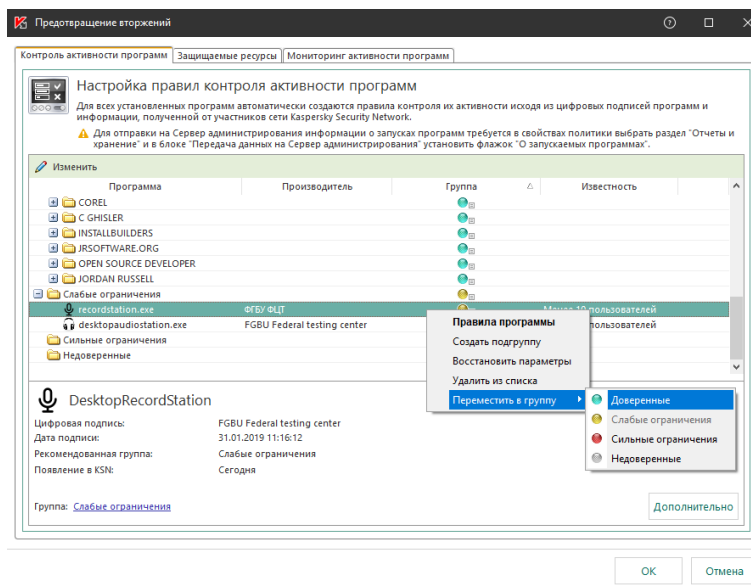 Предотвращение вторжений
Контроль активности программ Защищаемые ресурсы Мониторинг активности программ
Настройка правил контроля активности программ
Для всех установленных программ автоматически создаются правила контроля их активности исходя из цифровых подписей программ и
информации, полученной от участников сети Kaspersky Security Network.
Для отправки на Сервер администрирования информации о запусках программ требуется в свойствах политики выбрать раздел "Отчеты и
хранение" и в блоке "Передача данных на Сервер администрирования" установить флажок "О запускаемых программах".
Изменить
Программа Производитель Группа Известность
COREL
C GHISLER
INSTALLBUILDERS
JRSOFTWARE.ORG
OPEN SOURCE DEVELOPER
JORDAN RUSSELL
Слабые ограничения
recordstation.exe ФГБУ ФЦТ Менее 10 пользователей
desktopaudiostation.exe FGBU Federal testing center пользователей
Сильные ограничения
Недоверенные
Правила программы
Создать подгруппу
Восстановить параметры
Удалить из списка
Переместить в группу
Доверенные
Слабые ограничения
Сильные ограничения
Недоверенные
DesktopRecordStation
Цифровая подпись: FGBU Federal testing center
Дата подписи: 31.01.2019 11:16:12
Рекомендованная группа: Слабые ограничения
Появление в KSN: Сегодня
Группа: Слабые ограничения
Дополнительно
ОК Отмена